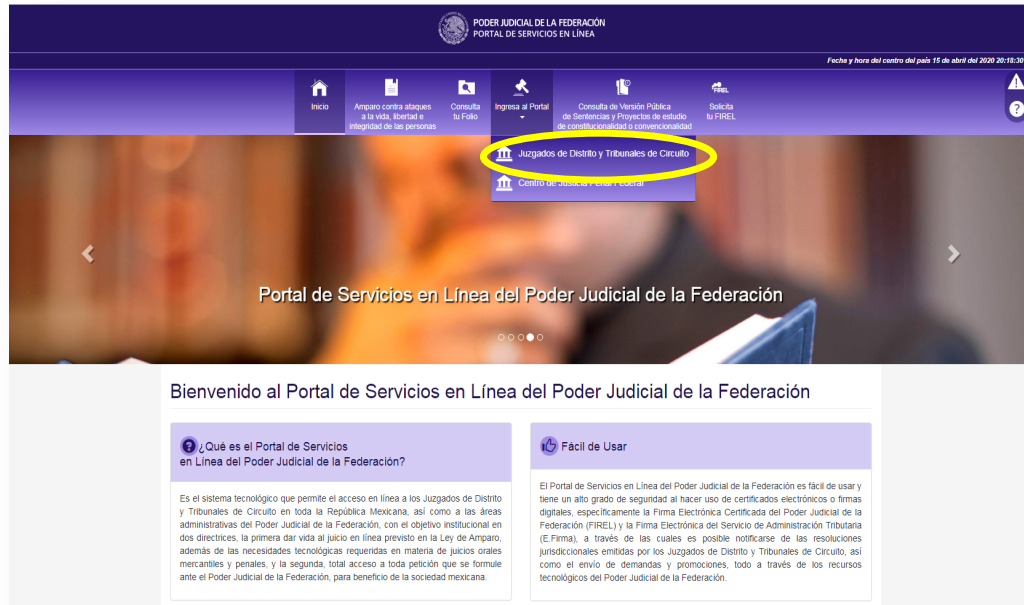 PODER JUDICIAL DE LA FEDERACIÓN
PORTAL DE SERVICIOS EN LÍNEA
Fecha y hora del centro del país 15 de abril del 2020 20:18:30
Inicio
Amparo contra ataques
a la vida, libertad e
integridad de las personas
Consulta
tu Folio
Ingresa al Portal
Consulta de Versión Pública
de Sentencias y Proyectos de estudio
de constitucionalidad o convencionalidad
FIREL
Solicita
tu FIREL
Juzgados de Distrito y Tribunales de Circuito
Centro de Justicia Penal Federal
Portal de Servicios en Línea del Poder Judicial de la Federación
Bienvenido al Portal de Servicios en Línea del Poder Judicial de la Federación
¿Qué es el Portal de Servicios
en Línea del Poder Judicial de la Federación?
Es el sistema tecnológico que permite el acceso en línea a los Juzgados de Distrito
y Tribunales de Circuito en toda la República Mexicana, así como a las áreas
administrativas del Poder Judicial de la Federación, con el objetivo institucional en
dos directrices, la primera dar vida al juicio en línea previsto en la Ley de Amparo,
además de las necesidades tecnológicas requeridas en materia de juicios orales
mercantiles y penales, y la segunda, total acceso a toda petición que se formule
ante el Poder Judicial de la Federación, para beneficio de la sociedad mexicana.
Fácil de Usar
El Portal de Servicios en Línea del Poder Judicial de la Federación es fácil de usar y
tiene un alto grado de seguridad al hacer uso de certificados electrónicos o firmas
digitales, específicamente la Firma Electrónica Certificada del Poder Judicial de la
Federación (FIREL) y la Firma Electrónica del Servicio de Administración Tributaria
(E.Firma), a través de las cuales es posible notificarse de las resoluciones
jurisdiccionales emitidas por los Juzgados de Distrito y Tribunales de Circuito, así
como el envío de demandas y promociones, todo a través de los recursos
tecnológicos del Poder Judicial de la Federación.